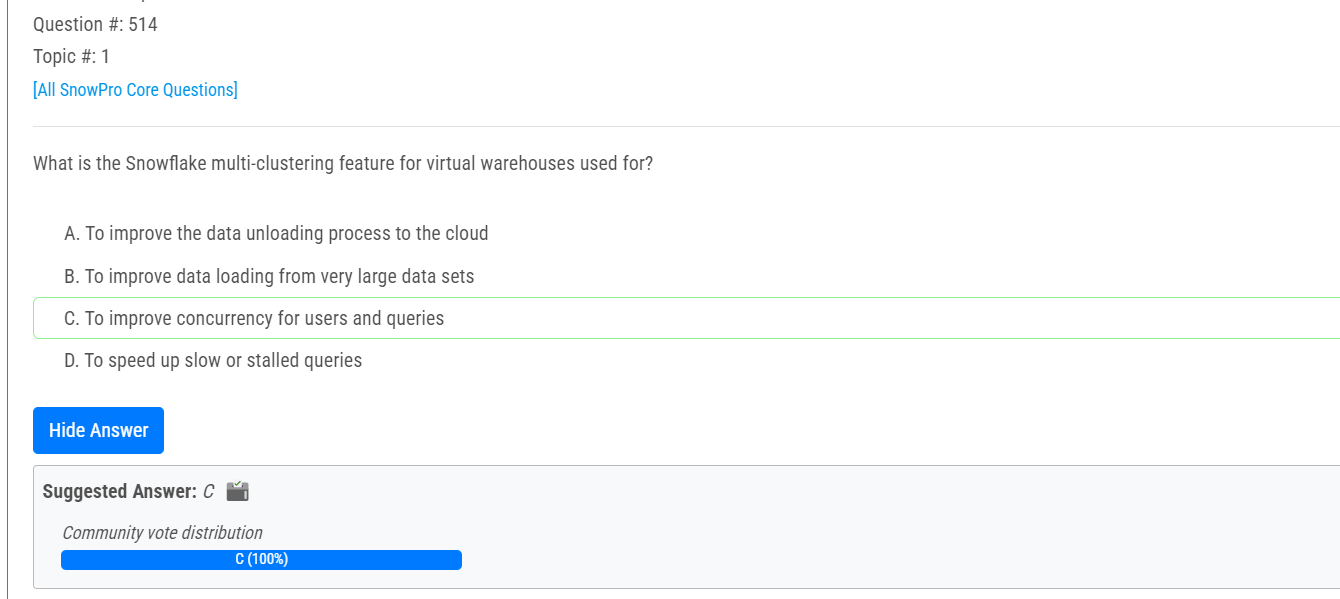 Question #: 514
Topic #: 1
[All SnowPro Core Questions]
What is the Snowflake multi-clustering feature for virtual warehouses used for?
A. To improve the data unloading process to the cloud
B. To improve data loading from very large data sets
C. To improve concurrency for users and queries
D. To speed up slow or stalled queries
Hide Answer
Suggested Answer: C
Community vote distribution
C (100%)